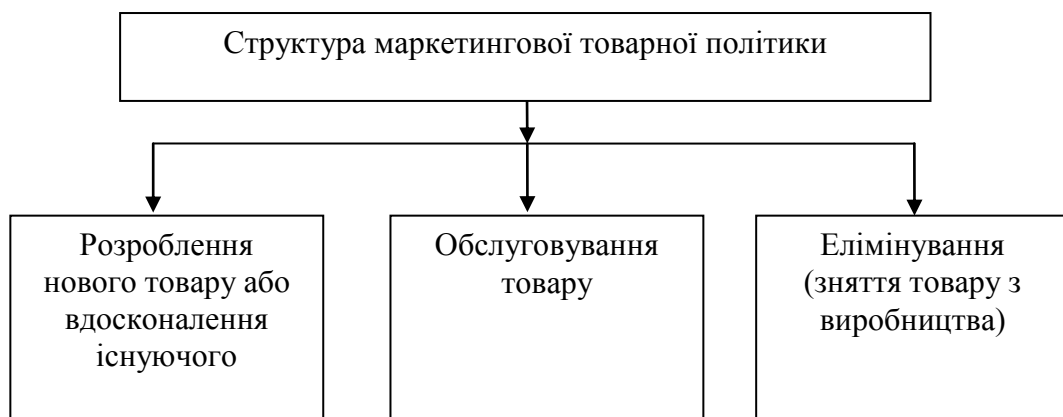 Структура маркетингової товарної політики
Розроблення
нового товару або
вдосконалення
існуючого
Обслуговування
товару
Елімінування
(зняття товару з
виробництва)